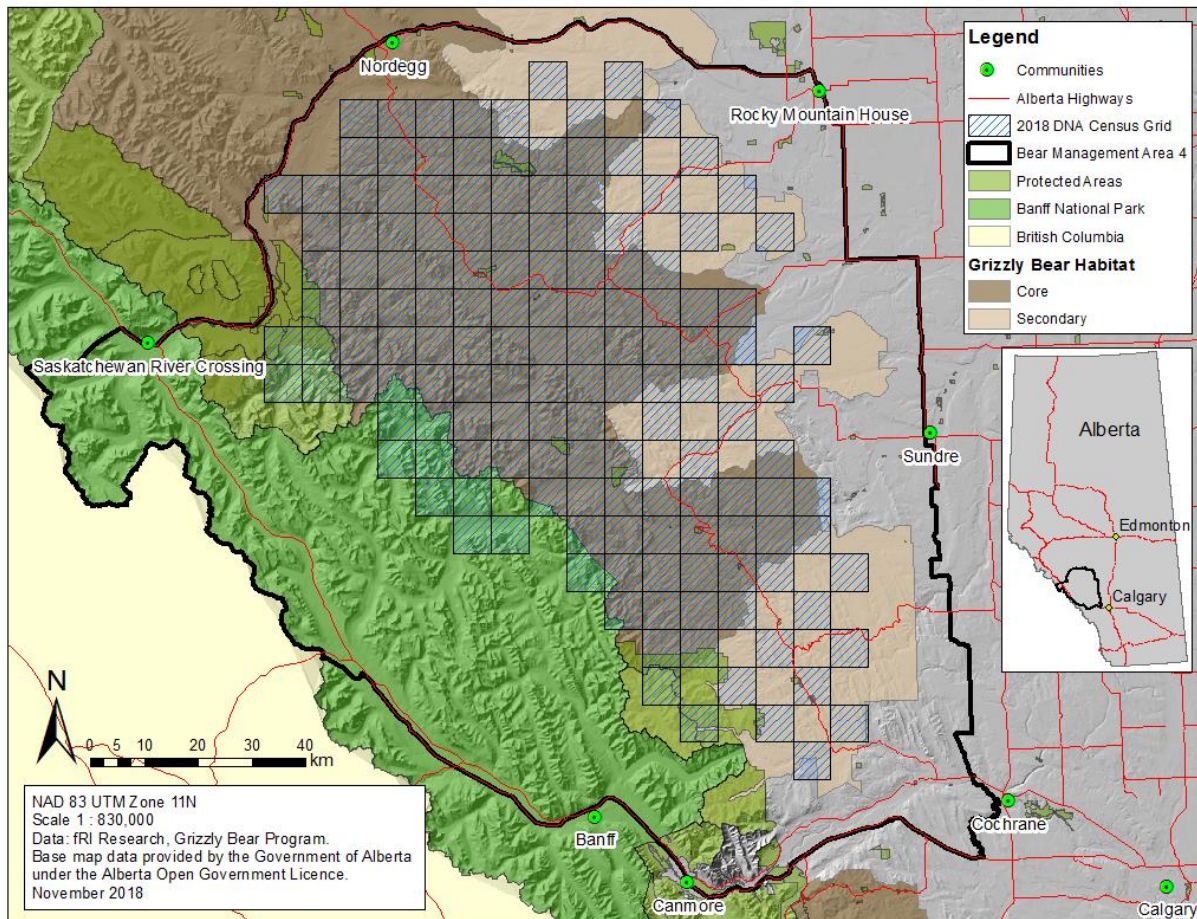 Nordegg
Rocky Mountain House
Saskatchewan River Crossing
Sundre
Banff
Canmore
Cochrane
Calgary
Legend
Communities
Alberta Highways
2018 DNA Census Grid
Bear Management Area 4
Protected Areas
Banff National Park
British Columbia
Grizzly Bear Habitat
Core
Secondary
Alberta
Edmonton
Calgary
N
0 5 10 20 30 40
km
NAD 83 UTM Zone 11N
Scale 1 : 830,000
Data: fRI Research, Grizzly Bear Program.
Base map data provided by the Government of Alberta
under the Alberta Open Government Licence.
November 2018